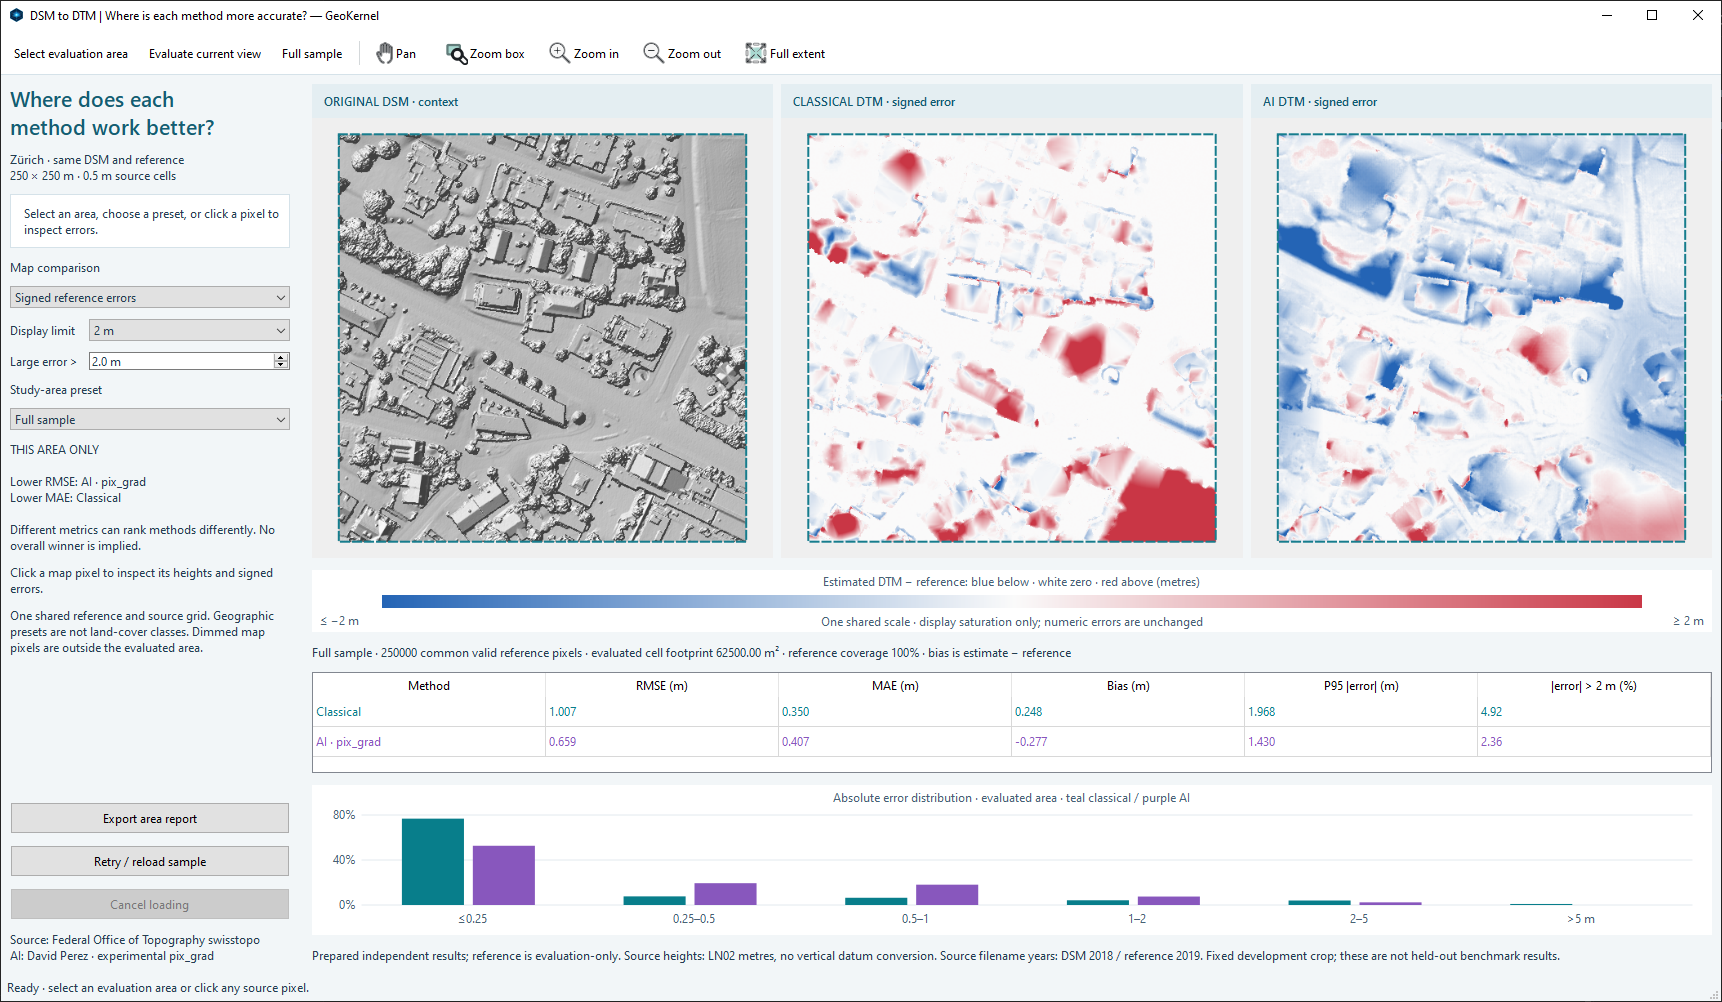 DSM to DTM | Where is each method more accurate? — GeoKernel
Select evaluation area
Evaluate current view
Full sample
Pan
Zoom box
Zoom in
Zoom out
Full extent
Where does each
method work better?
Zürich · same DSM and reference
250 × 250 m · 0.5 m source cells
Select an area, choose a preset, or click a pixel to
inspect errors.
Map comparison
Signed reference errors
Display limit
2 m
Large error >
2.0 m
Study-area preset
Full sample
THIS AREA ONLY
Lower RMSE: AI · pix_grad
Lower MAE: Classical
Different metrics can rank methods differently. No
overall winner is implied.
Click a map pixel to inspect its heights and signed
errors.
One shared reference and source grid. Geographic
presets are not land-cover classes. Dimmed map
pixels are outside the evaluated area.
Export area report
Retry / reload sample
Cancel loading
Source: Federal Office of Topography swisstopo
AI: David Perez · experimental pix_grad
ORIGINAL DSM · context
CLASSICAL DTM · signed error
AI DTM · signed error
Estimated DTM − reference: blue below · white zero · red above (metres)
≤ −2 m
One shared scale · display saturation only; numeric errors are unchanged
≥ 2 m
Full sample · 250000 common valid reference pixels · evaluated cell footprint 62500.00 m² · reference coverage 100% · bias is estimate − reference
Method RMSE (m) MAE (m) Bias (m) P95 |error| (m) |error| > 2 m (%)
Classical 1.007 0.350 0.248 1.968 4.92
AI · pix_grad 0.659 0.407 -0.277 1.430 2.36
Absolute error distribution · evaluated area · teal classical / purple AI
80%
40%
0%
≤0.25 0.25–0.5 0.5–1 1–2 2–5 >5 m
Prepared independent results; reference is evaluation-only. Source heights: LN02 metres, no vertical datum conversion. Source filename years: DSM 2018 / reference 2019. Fixed development crop; these are not held-out benchmark results.
Ready · select an evaluation area or click any source pixel.